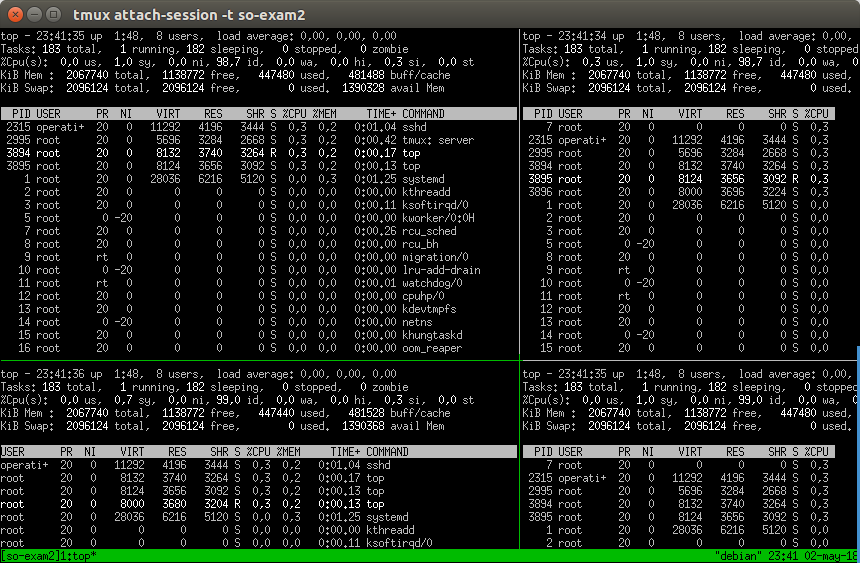 tmux attach-session -t so-exam2
top - 23:41:35 up  1:48,  8 users,  load average: 0,00, 0,00, 0,00
Tasks: 183 total,   1 running, 182 sleeping,   0 stopped,   0 zombie
%Cpu(s):  0,0 us,  1,0 sy,  0,0 ni, 98,7 id,  0,0 wa,  0,0 hi,  0,3 si,  0,0 st
KiB Mem :  2067740 total,  1138772 free,   447480 used,   481488 buff/cache
KiB Swap:  2096124 total,  2096124 free,        0 used.  1390328 avail Mem
PID USER      PR  NI    VIRT    RES    SHR S %CPU %MEM     TIME+ COMMAND
2315 operati+  20   0   11292   4196   3444 S  0,3  0,2   0:01.04 sshd
2995 root      20   0    5696   3284   2668 S  0,3  0,2   0:00.42 tmux: server
3894 root      20   0    8132   3740   3264 R  0,3  0,2   0:00.17 top
3895 root      20   0    8124   3656   3092 S  0,3  0,2   0:00.13 top
1 root      20   0   28036   6216   5120 S  0,0  0,3   0:01.25 systemd
2 root      20   0       0      0      0 S  0,0  0,0   0:00.00 kthreadd
3 root      20   0       0      0      0 S  0,0  0,0   0:00.11 ksoftirqd/0
5 root       0 -20       0      0      0 S  0,0  0,0   0:00.00 kworker/0:0H
7 root      20   0       0      0      0 S  0,0  0,0   0:00.26 rcu_sched
8 root      20   0       0      0      0 S  0,0  0,0   0:00.00 rcu_bh
9 root      rt   0       0      0      0 S  0,0  0,0   0:00.00 migration/0
10 root       0 -20       0      0      0 S  0,0  0,0   0:00.00 lru-add-drain
11 root      rt   0       0      0      0 S  0,0  0,0   0:00.01 watchdog/0
12 root      20   0       0      0      0 S  0,0  0,0   0:00.00 cpuhp/0
13 root      20   0       0      0      0 S  0,0  0,0   0:00.00 kdevtmpfs
14 root       0 -20       0      0      0 S  0,0  0,0   0:00.00 netns
15 root      20   0       0      0      0 S  0,0  0,0   0:00.00 khungtaskd
16 root      20   0       0      0      0 S  0,0  0,0   0:00.00 oom_reaper
top - 23:41:34 up  1:48,  8 users,  load average: 0
Tasks: 183 total,   1 running, 182 sleeping,   0 stopped
%Cpu(s):  0,3 us,  1,0 sy,  0,0 ni, 98,7 id,  0,0 wa,
KiB Mem :  2067740 total,  1138772 free,   447480 used,
KiB Swap:  2096124 total,  2096124 free,        0 used.
PID USER      PR  NI    VIRT    RES    SHR S %CPU
7 root      20   0       0      0      0 S  0,3
2315 operati+  20   0   11292   4196   3444 S  0,3
2995 root      20   0    5696   3284   2668 S  0,3
3894 root      20   0    8132   3740   3264 S  0,3
3895 root      20   0    8124   3656   3092 R  0,3
3896 root      20   0    8000   3696   3224 S  0,3
1 root      20   0   28036   6216   5120 S  0,0
2 root      20   0       0      0      0 S  0,0
3 root      20   0       0      0      0 S  0,0
5 root       0 -20       0      0      0 S  0,0
8 root      20   0       0      0      0 S  0,0
9 root      rt   0       0      0      0 S  0,0
10 root       0 -20       0      0      0 S  0,0
11 root      rt   0       0      0      0 S  0,0
12 root      20   0       0      0      0 S  0,0
13 root      20   0       0      0      0 S  0,0
14 root       0 -20       0      0      0 S  0,0
15 root      20   0       0      0      0 S  0,0
top - 23:41:36 up  1:48,  8 users,  load average: 0,00, 0,00, 0,00
Tasks: 183 total,   1 running, 182 sleeping,   0 stopped,   0 zombie
%Cpu(s):  0,0 us,  0,7 sy,  0,0 ni, 99,0 id,  0,0 wa,  0,0 hi,  0,3 si,  0,0 st
KiB Mem :  2067740 total,  1138772 free,   447440 used,   481528 buff/cache
KiB Swap:  2096124 total,  2096124 free,        0 used.  1390368 avail Mem
USER      PR  NI    VIRT    RES    SHR S %CPU %MEM     TIME+ COMMAND
operati+  20   0   11292   4196   3444 S  0,3  0,2   0:01.04 sshd
root      20   0    8132   3740   3264 S  0,3  0,2   0:00.17 top
root      20   0    8124   3656   3092 S  0,3  0,2   0:00.13 top
root      20   0    8000   3680   3204 R  0,3  0,2   0:00.13 top
root      20   0   28036   6216   5120 S  0,0  0,3   0:01.25 systemd
root      20   0       0      0      0 S  0,0  0,0   0:00.00 kthreadd
root      20   0       0      0      0 S  0,0  0,0   0:00.11 ksoftirqd/0
top - 23:41:35 up  1:48,  8 users,  load average: 0,00,
Tasks: 183 total,   1 running, 182 sleeping,   0 stopped
%Cpu(s):  0,0 us,  1,0 sy,  0,0 ni, 99,0 id,  0,0 wa,
KiB Mem :  2067740 total,  1138772 free,   447480 used,
KiB Swap:  2096124 total,  2096124 free,        0 used.
PID USER      PR  NI    VIRT    RES    SHR S %CPU
7 root      20   0       0      0      0 S  0,3
2315 operati+  20   0   11292   4196   3444 S  0,3
2995 root      20   0    5696   3284   2668 S  0,3
3894 root      20   0    8132   3740   3264 S  0,3
3895 root      20   0    8124   3656   3092 S  0,3
1 root      20   0   28036   6216   5120 S  0,0
2 root      20   0       0      0      0 S  0,0
[so-exam2]1:top*
"debian" 23:41 02-may-18